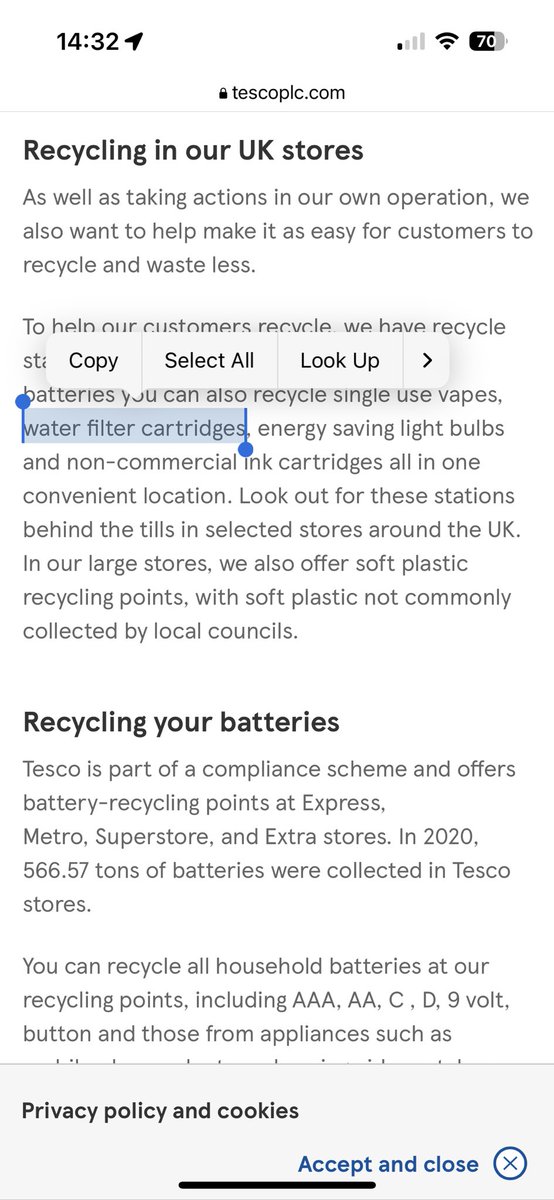 14:32
70
tescoplc.com
Recycling in our UK stores
As well as taking actions in our own operation, we
also want to help make it as easy for customers to
recycle and waste less.
To help our customers recycle, we have recycle
Copy Select All Look Up
batteries you can also recycle single use vapes,
water filter cartridges, energy saving light bulbs
and non-commercial ink cartridges all in one
convenient location. Look out for these stations
behind the tills in selected stores around the UK.
In our large stores, we also offer soft plastic
recycling points, with soft plastic not commonly
collected by local councils.
Recycling your batteries
Tesco is part of a compliance scheme and offers
battery-recycling points at Express,
Metro, Superstore, and Extra stores. In 2020,
566.57 tons of batteries were collected in Tesco
stores.
You can recycle all household batteries at our
recycling points, including AAA, AA, C , D, 9 volt,
button and those from appliances such as
Privacy policy and cookies
Accept and close